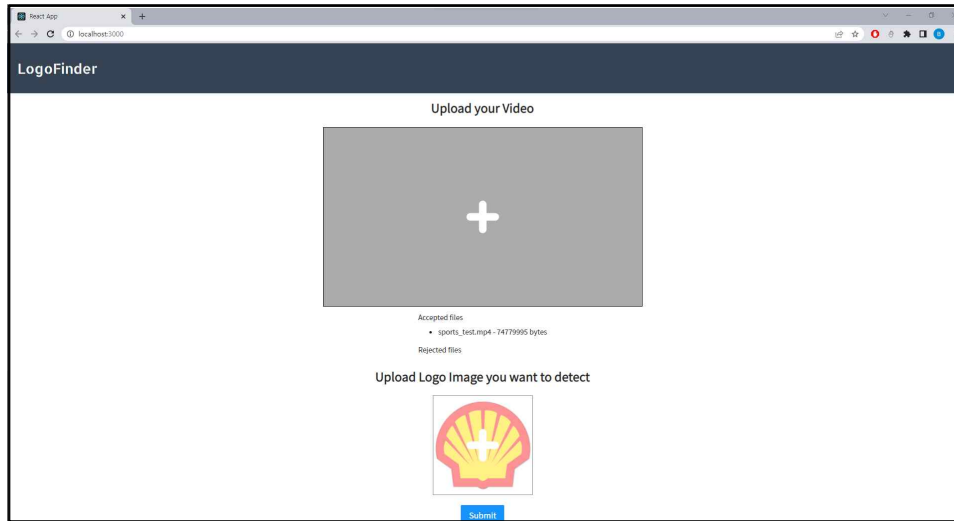 React App
localhost:3000
LogoFinder
Upload your Video
Accepted files
sports_test.mp4 - 74779995 bytes
Rejected files
Upload Logo Image you want to detect
Submit